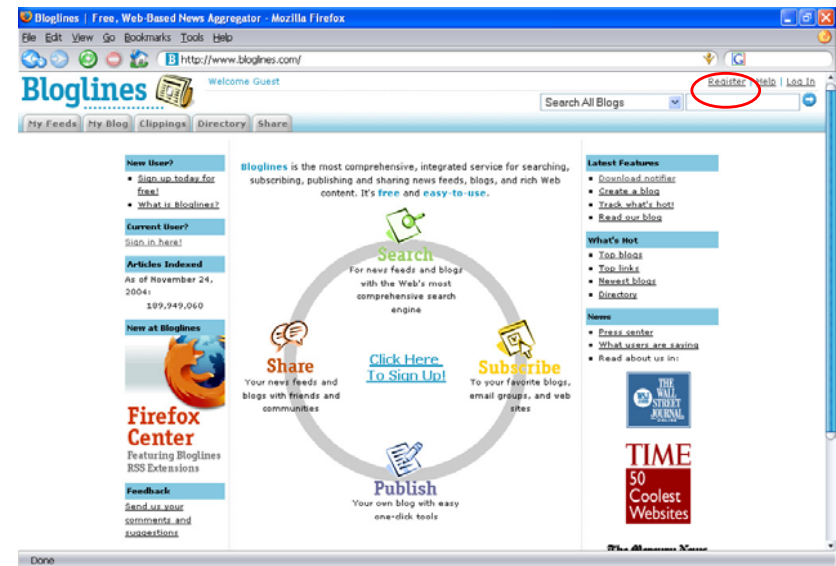 Bloglines | Free, Web-Based News Aggregator - Mozilla Firefox
File Edit View Go Bookmarks Tools Help
http://www.bloglines.com/
G
Bloglines
Welcome Guest
Register | Help | Log In
Search All Blogs
My Feeds My Blog Clippings Directory Share
New User?
Sign up today for
free!
What is Bloglines?
Current User?
Sign in here!
Articles Indexed
As of November 24,
2004:
189,949,060
New at Bloglines
Firefox
Center
Featuring Bloglines
RSS Extensions
Feedback
Send us your
comments and
suggestions
Bloglines is the most comprehensive, integrated service for searching,
subscribing, publishing and sharing news feeds, blogs, and rich Web
content. It's free and easy-to-use.
Search
For news feeds and blogs
with the Web's most
comprehensive search
engine
Share
Your news feeds and
blogs with friends and
communities
Click Here
To Sign Up!
Subscribe
To your favorite blogs,
email groups, and web
sites
Publish
Your own blog with easy
one-click tools
Latest Features
Download notifier
Create a blog
Track what's hot!
Read our blog
What's Hot
Top blogs
Top links
Newest blogs
Directory
News
Press center
What users are saying
Read about us in:
THE
WALL
STREET
JOURNAL.
TIME
50
Coolest
Websites
The Mercury News
Done